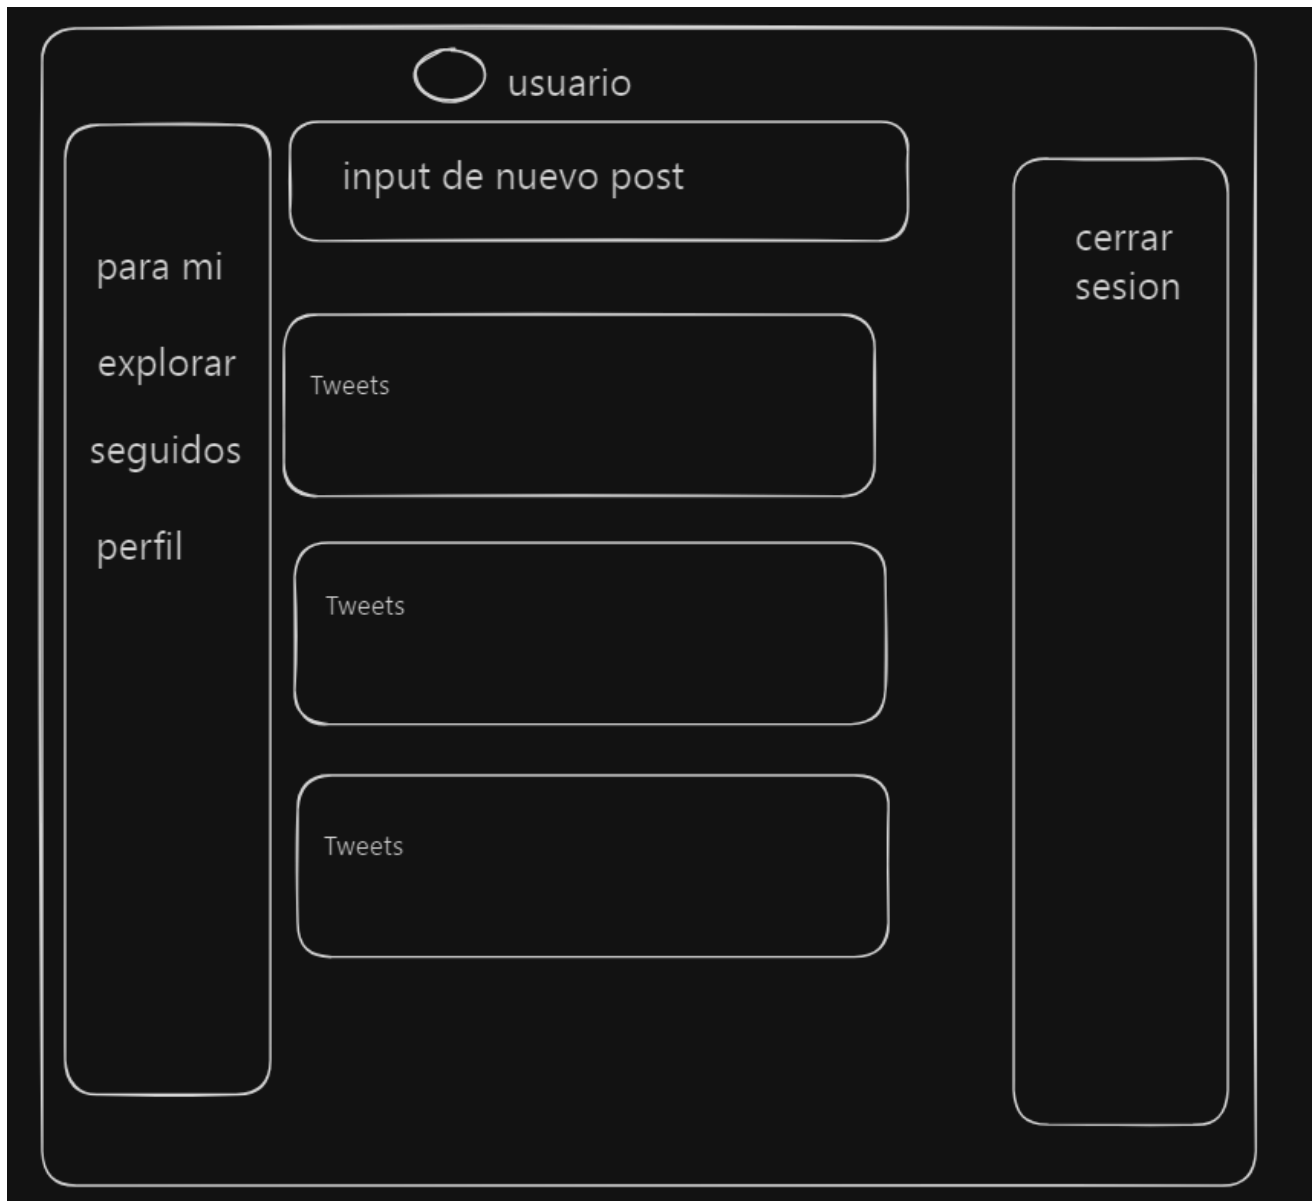 usuario
input de nuevo post
para mi
explorar
seguidos
perfil
Tweets
Tweets
Tweets
cerrar
sesion